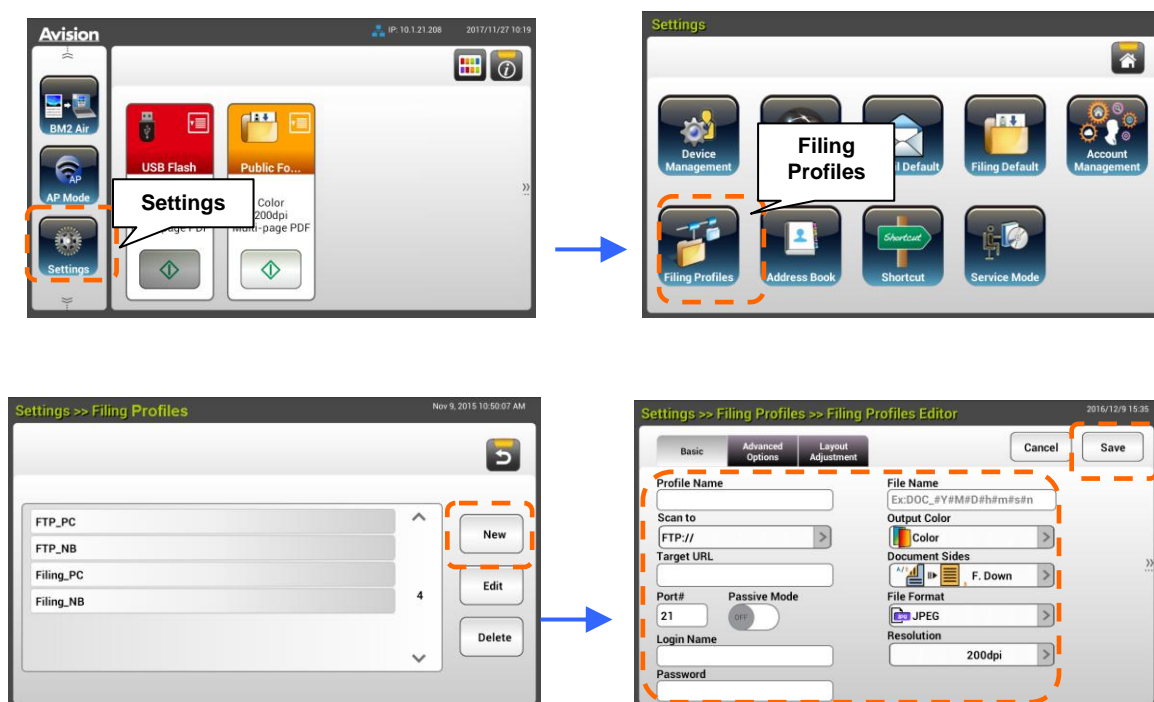 Avision
IP: 10.1.21.208
2017/11/27 10:19
BM2 Air
AP
AP Mode
Settings
USB Flash
Public Fo...
Settings
Color
200dpi
Multi-page PDF
Settings
Device
Management
Filing
Profiles
Default
Filing Default
Account
Management
Filing Profiles
Address Book
Shortcut
Shortcut
Service Mode
Settings >> Filing Profiles
Nov 9, 2015 10:50:07 AM
FTP_PC
FTP_NB
Filing_PC
Filing_NB
4
New
Edit
Delete
Settings >> Filing Profiles >> Filing Profiles Editor
2016/12/9 15:35
Basic
Advanced
Options
Layout
Adjustment
Cancel
Save
Profile Name
File Name
Ex:DOC_#Y#M#D#h#m#s#n
Scan to
Output Color
FTP://
Color
Target URL
Document Sides
F. Down
Port#
Passive Mode
File Format
21
OFF
JPEG
Login Name
Resolution
200dpi
Password